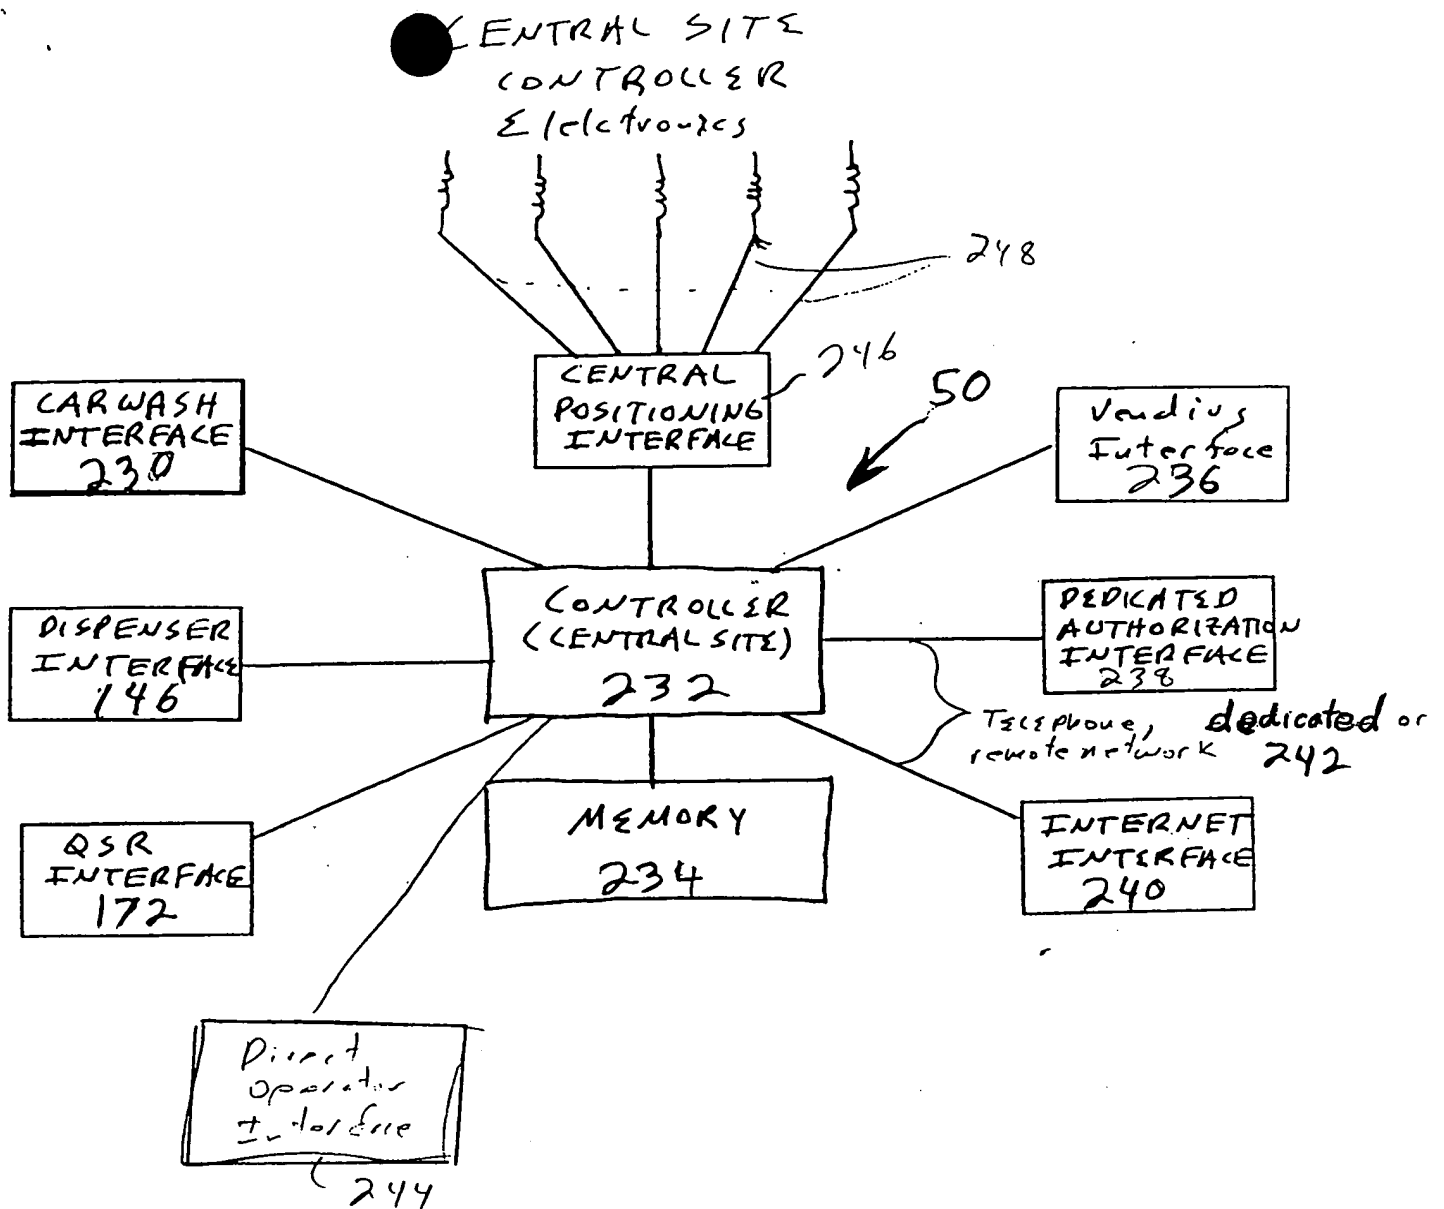 CENTRAL SITE
CONTROLLER
Electronics
248
246
CENTRAL
POSITIONING
INTERFACE
50
CAR WASH
INTERFACE
230
Vending
Interface
236
CONTROLLER
(CENTRAL SITE)
232
DISPENSER
INTERFACE
146
DEDICATED
AUTHORIZATION
INTERFACE
238
Telephone, dedicated or
remote network 242
MEMORY
234
QSR
INTERFACE
172
INTERNET
INTERFACE
240
Direct
operator
Interface
244